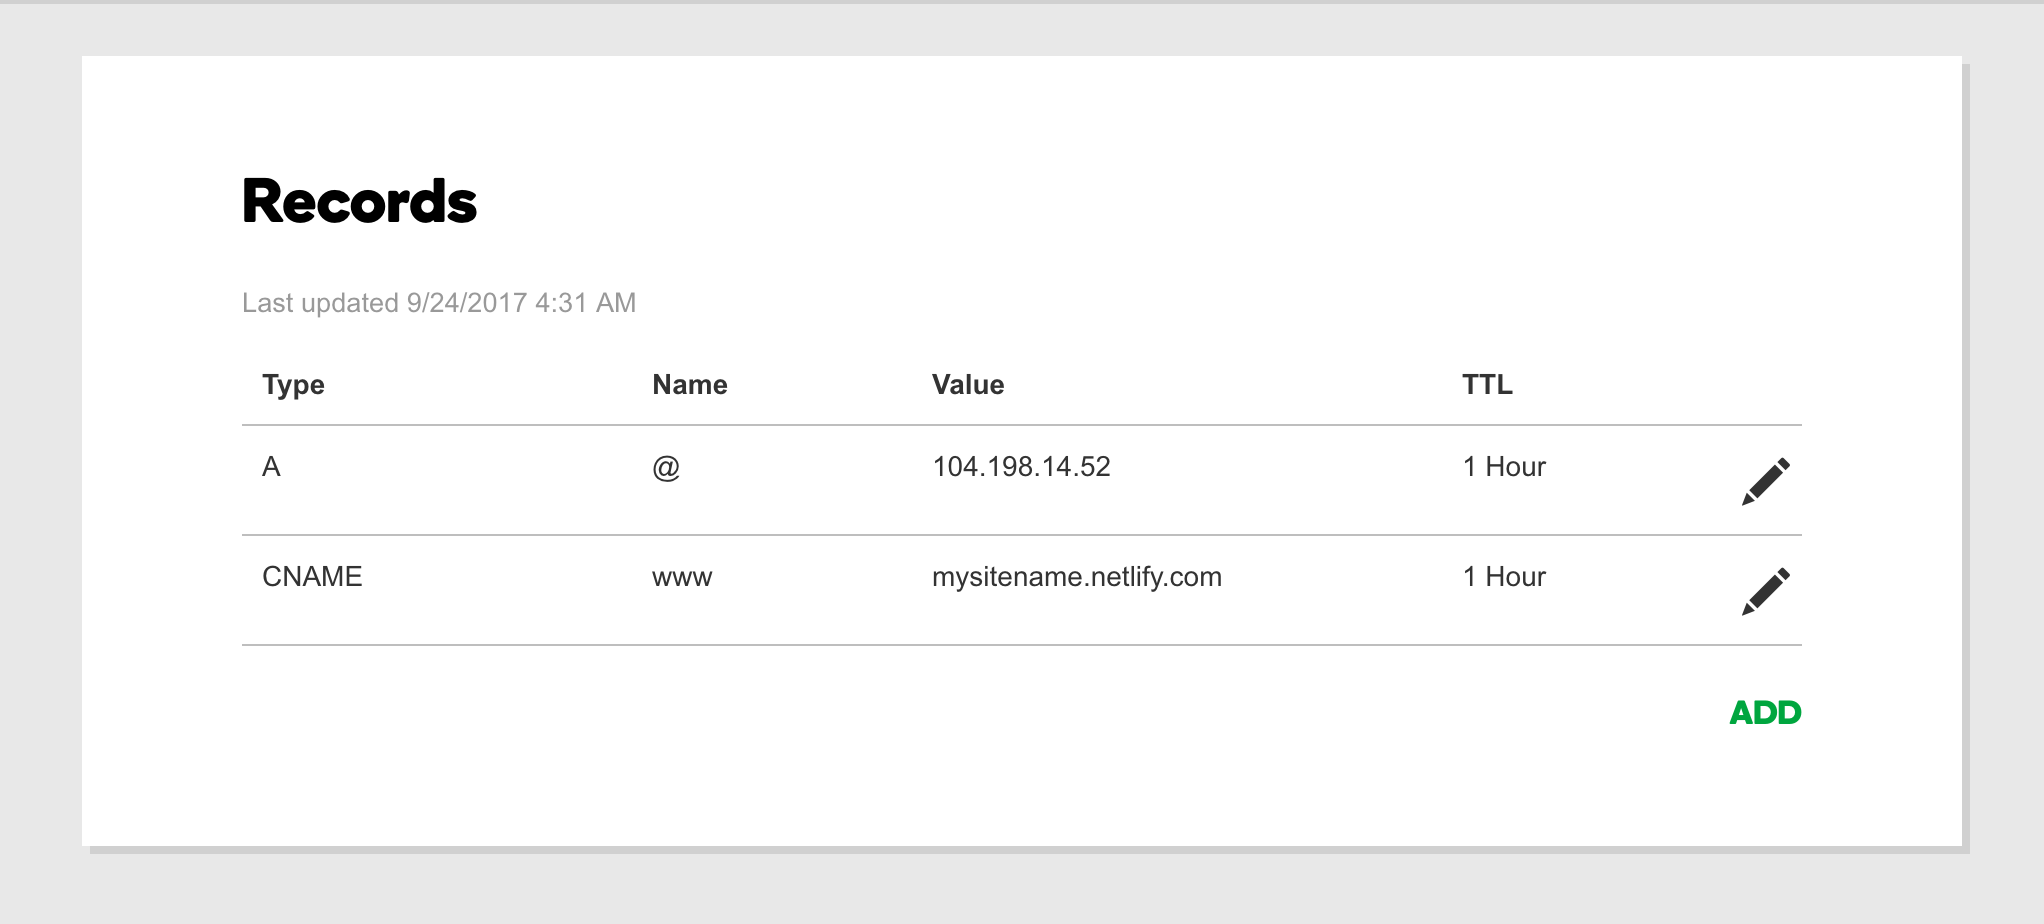 Records
Last updated 9/24/2017 4:31 AM
Type Name Value TTL
A @ 104.198.14.52 1 Hour
CNAME www mysitename.netlify.com 1 Hour
ADD